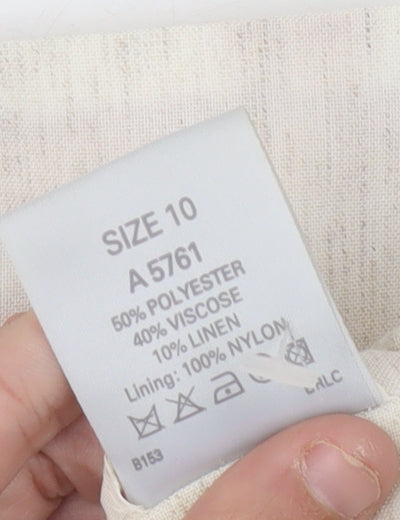 SIZE 10
A 5761
50% POLYESTER
40% VISCOSE
10% LINEN
Lining: 100% NYLON
B153